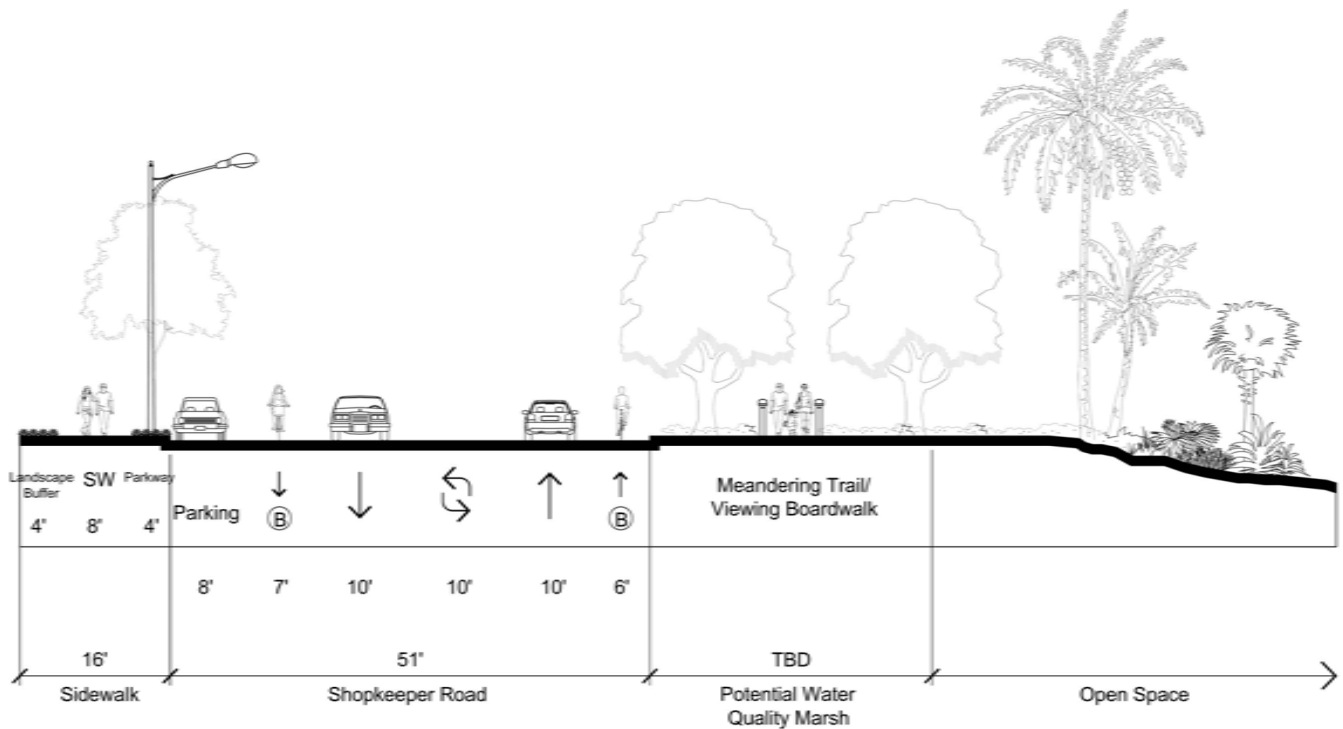 Landscape
Buffer
SW
Parkway
4'
8'
4'
Parking
B
B
Meandering Trail/
Viewing Boardwalk
8'
7'
10'
10'
10'
6'
16'
51'
TBD
Sidewalk
Shopkeeper Road
Potential Water
Quality Marsh
Open Space